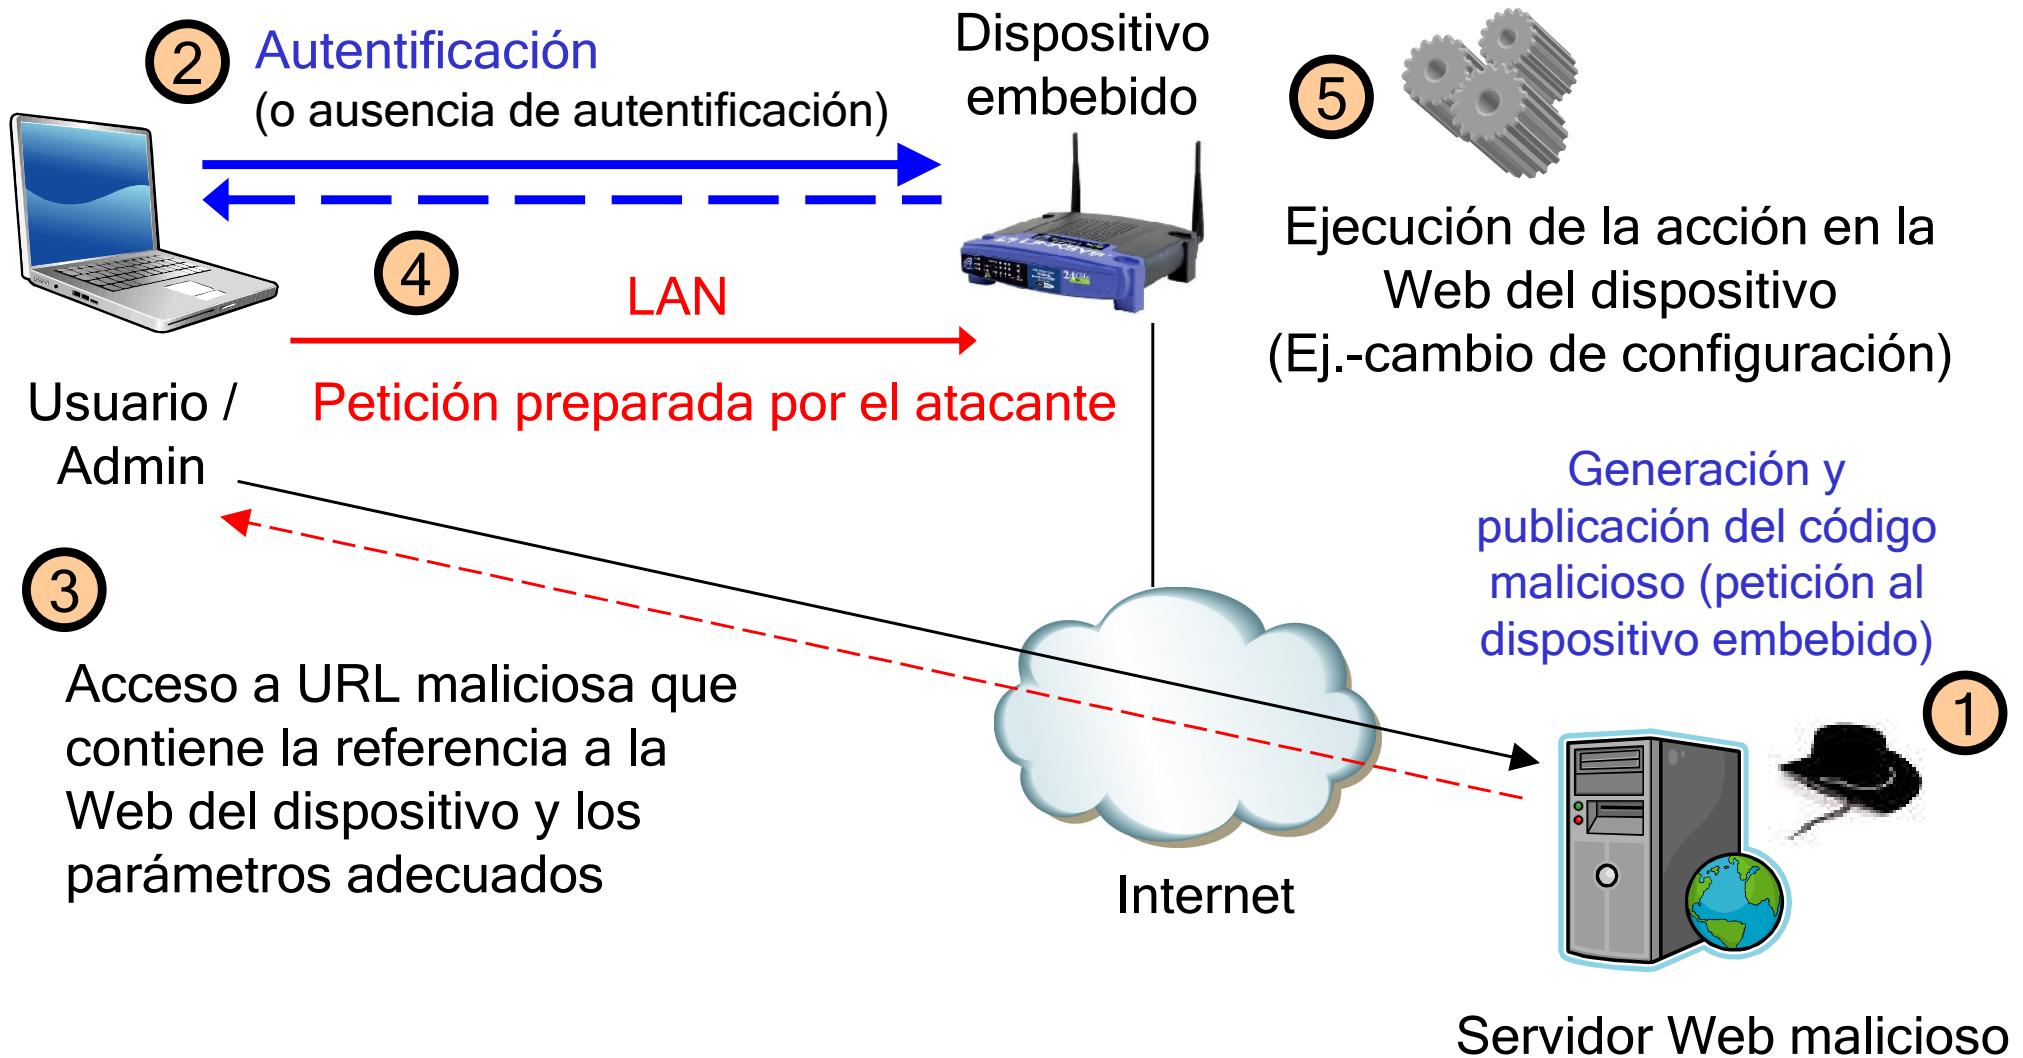 2
Autentificación
(o ausencia de autentificación)
Dispositivo
embebido
5
Ejecución de la acción en la
Web del dispositivo
(Ej.-cambio de configuración)
4
LAN
Petición preparada por el atacante
Usuario /
Admin
3
Acceso a URL maliciosa que
contiene la referencia a la
Web del dispositivo y los
parámetros adecuados
Internet
Generación y
publicación del código
malicioso (petición al
dispositivo embebido)
1
Servidor Web malicioso